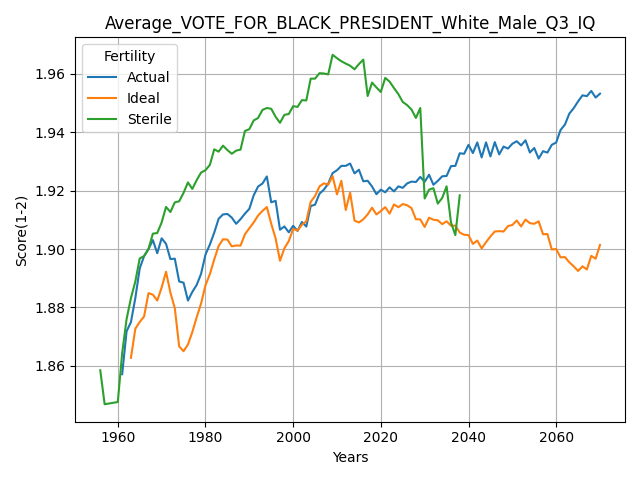 Average_VOTE_FOR_BLACK_PRESIDENT_White_Male_Q3_IQ
Fertility
Actual
Ideal
Sterile
Score(1-2)
1.96
1.94
1.92
1.90
1.88
1.86
1960 1980 2000 2020 2040 2060
Years